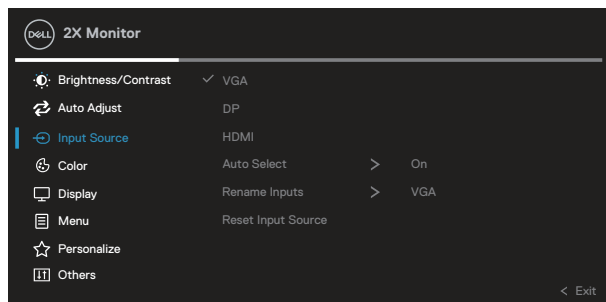 DELL 2X Monitor
Brightness/Contrast VGA
Auto Adjust DP
Input Source HDMI
Color Auto Select > On
Display Rename Inputs > VGA
Menu Reset Input Source
Personalize
Others
< Exit